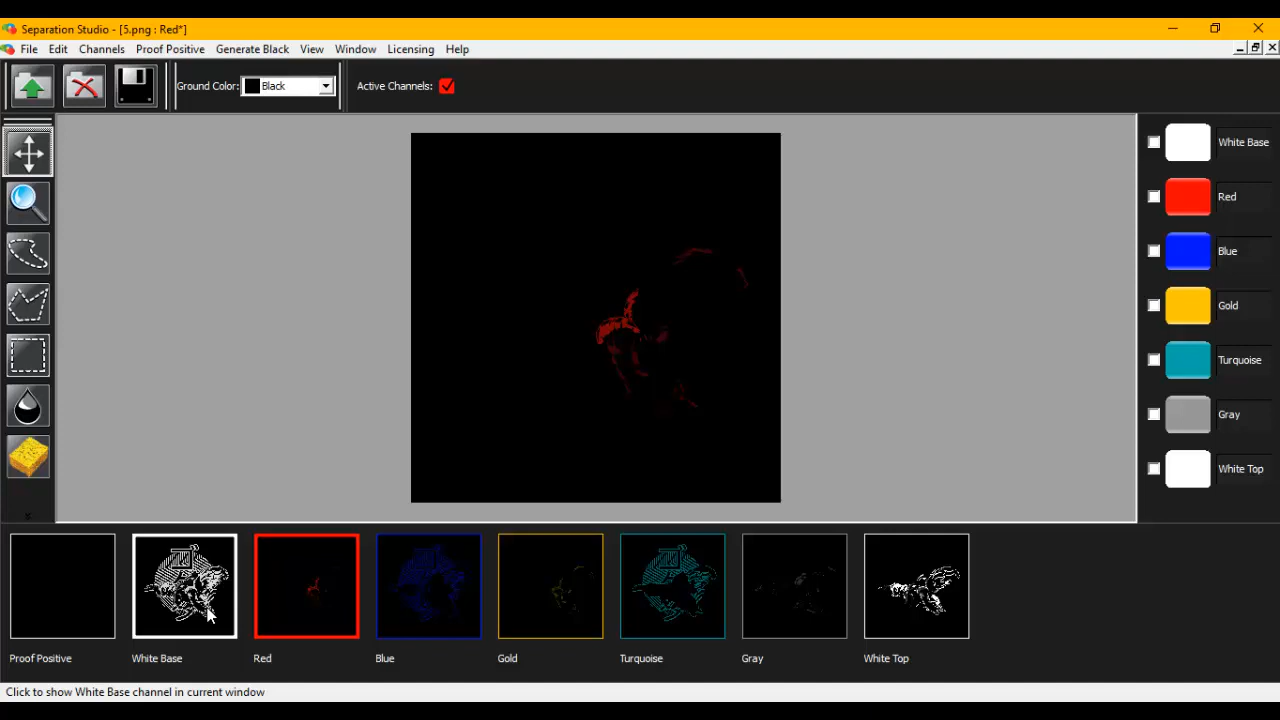 Separation Studio - [5.png : Red*]
File Edit Channels Proof Positive Generate Black View Window Licensing Help
Ground Color: Black Active Channels:
White Base
Red
Blue
Gold
Turquoise
Gray
White Top
Proof Positive White Base Red Blue Gold Turquoise Gray White Top
Click to show White Base channel in current window